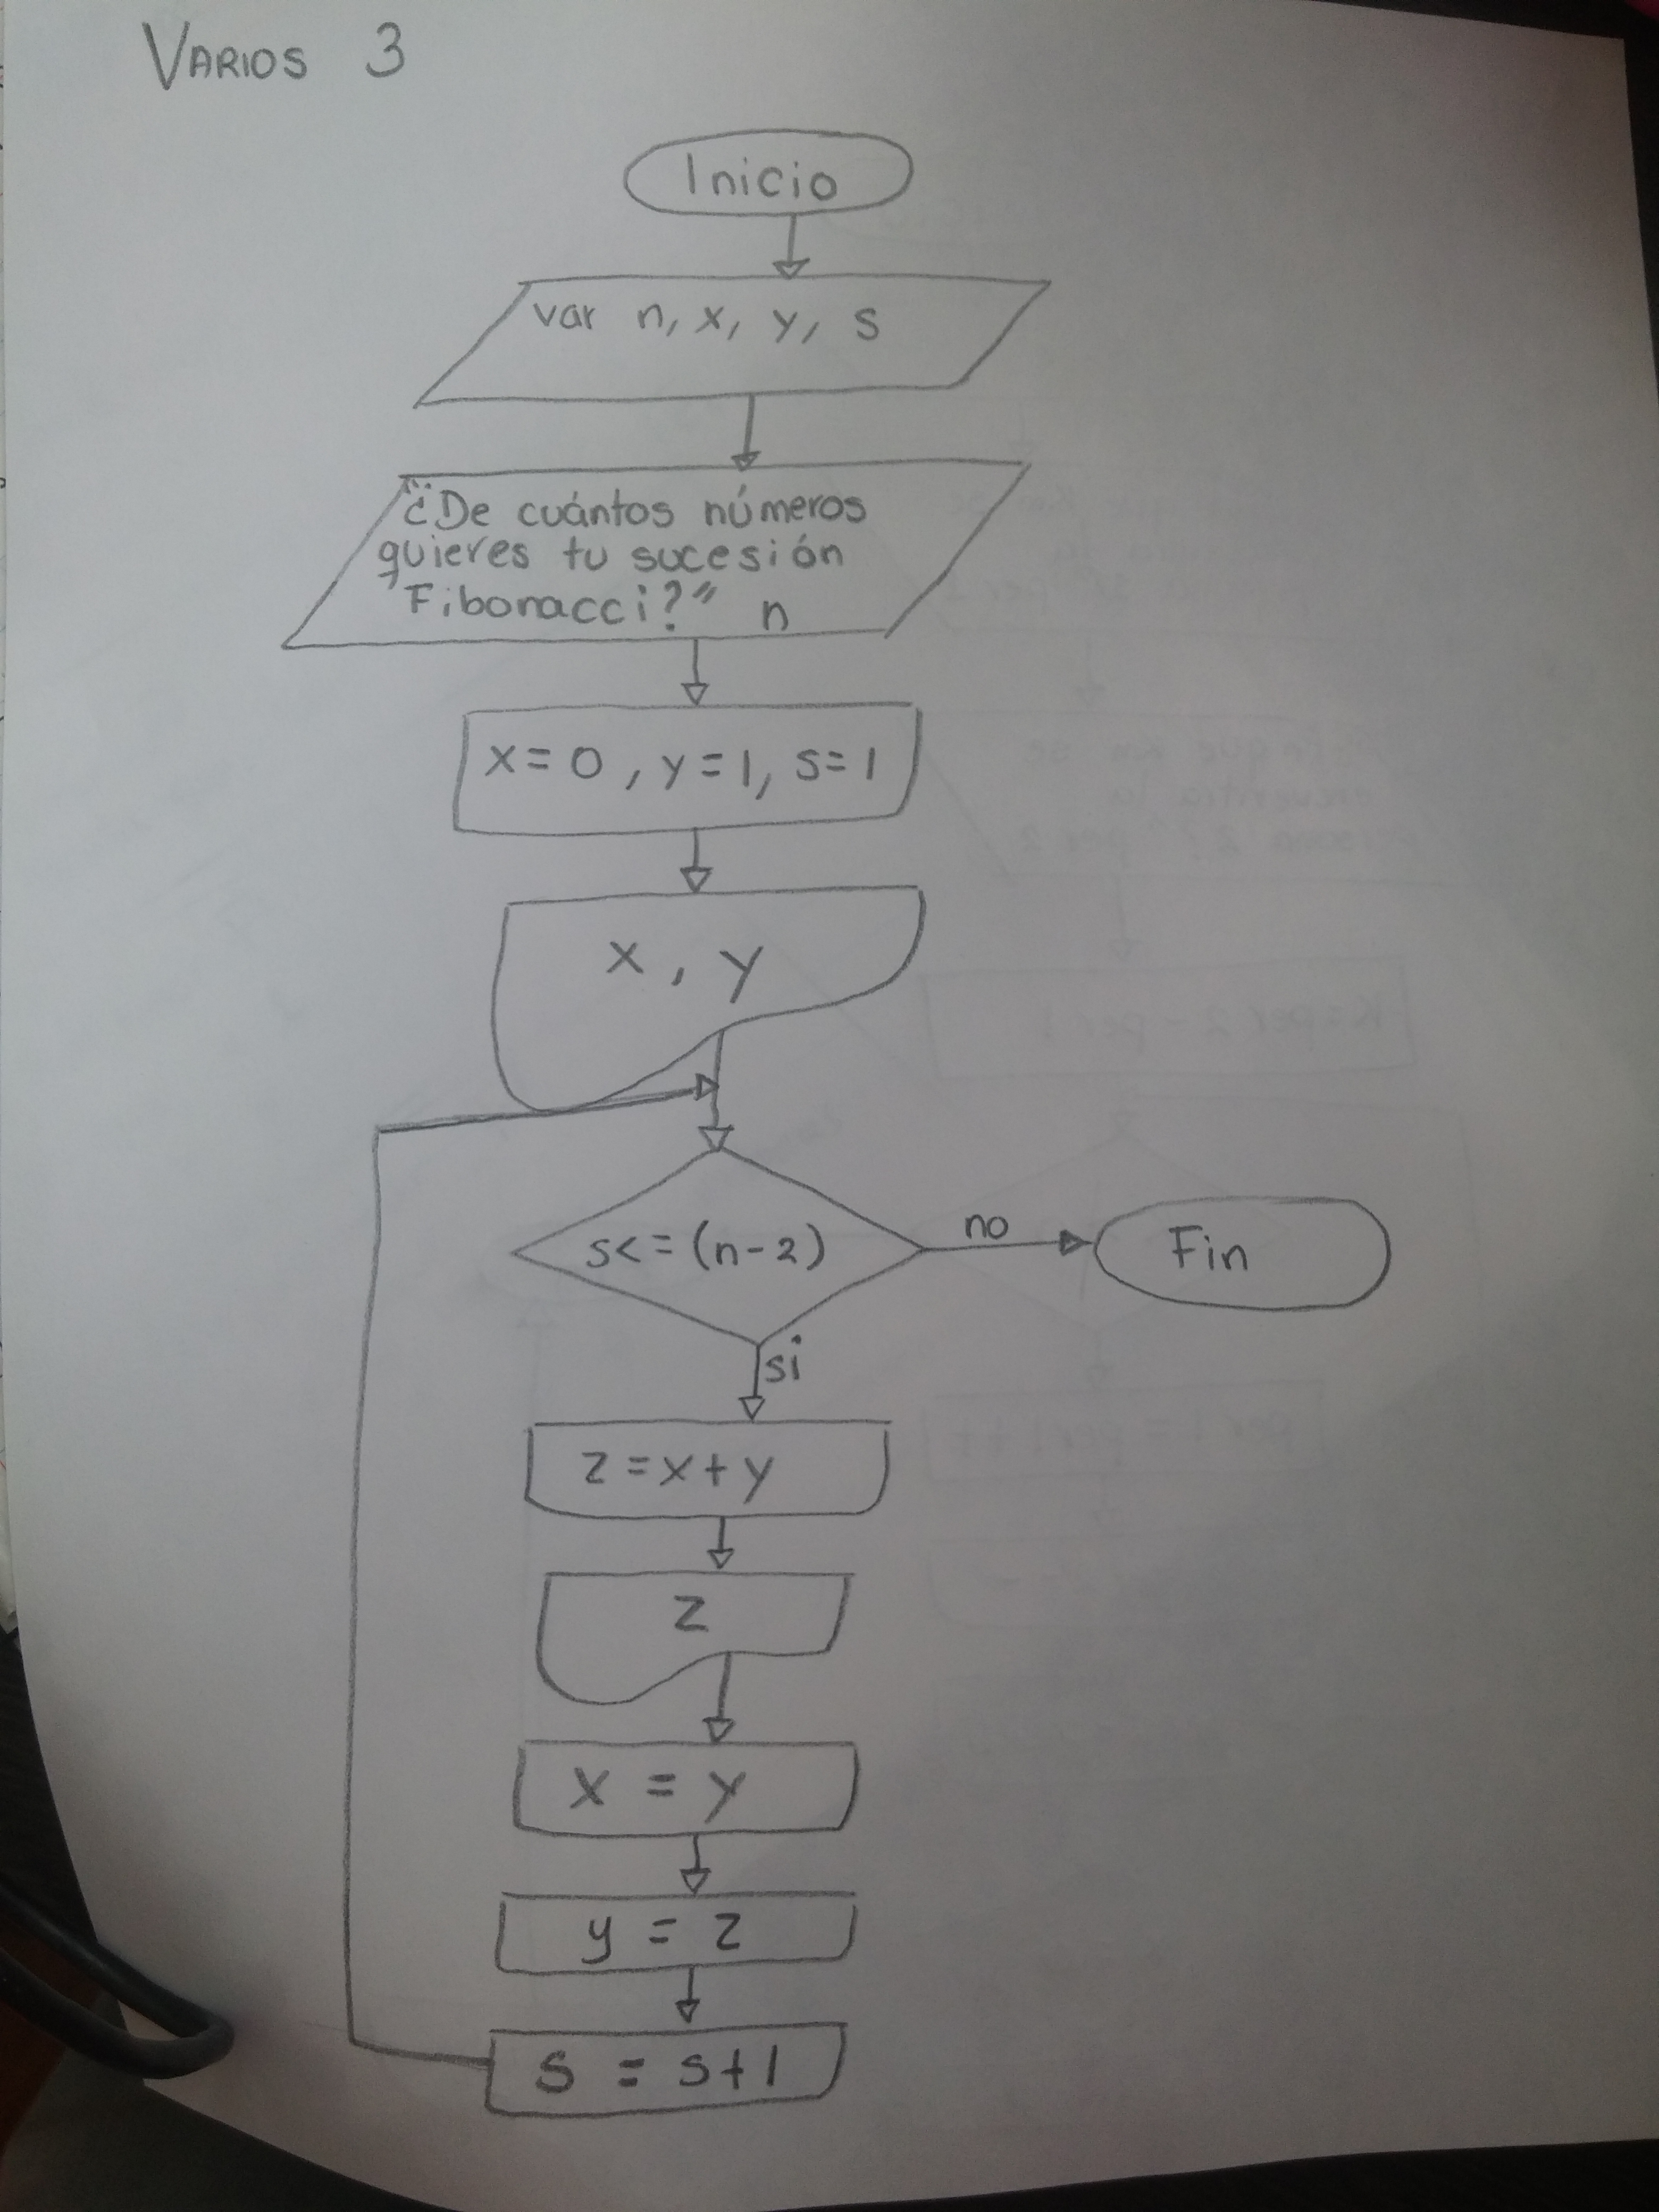 VARIOS 3
Inicio
var n, x, y, s
"¿De cuántos números
quieres tu sucesión
Fibonacci?" n
x=0, y=1, s=1
x, y
s<=(n-2)
no
Fin
si
z=x+y
z
x = y
y = z
s = s+1